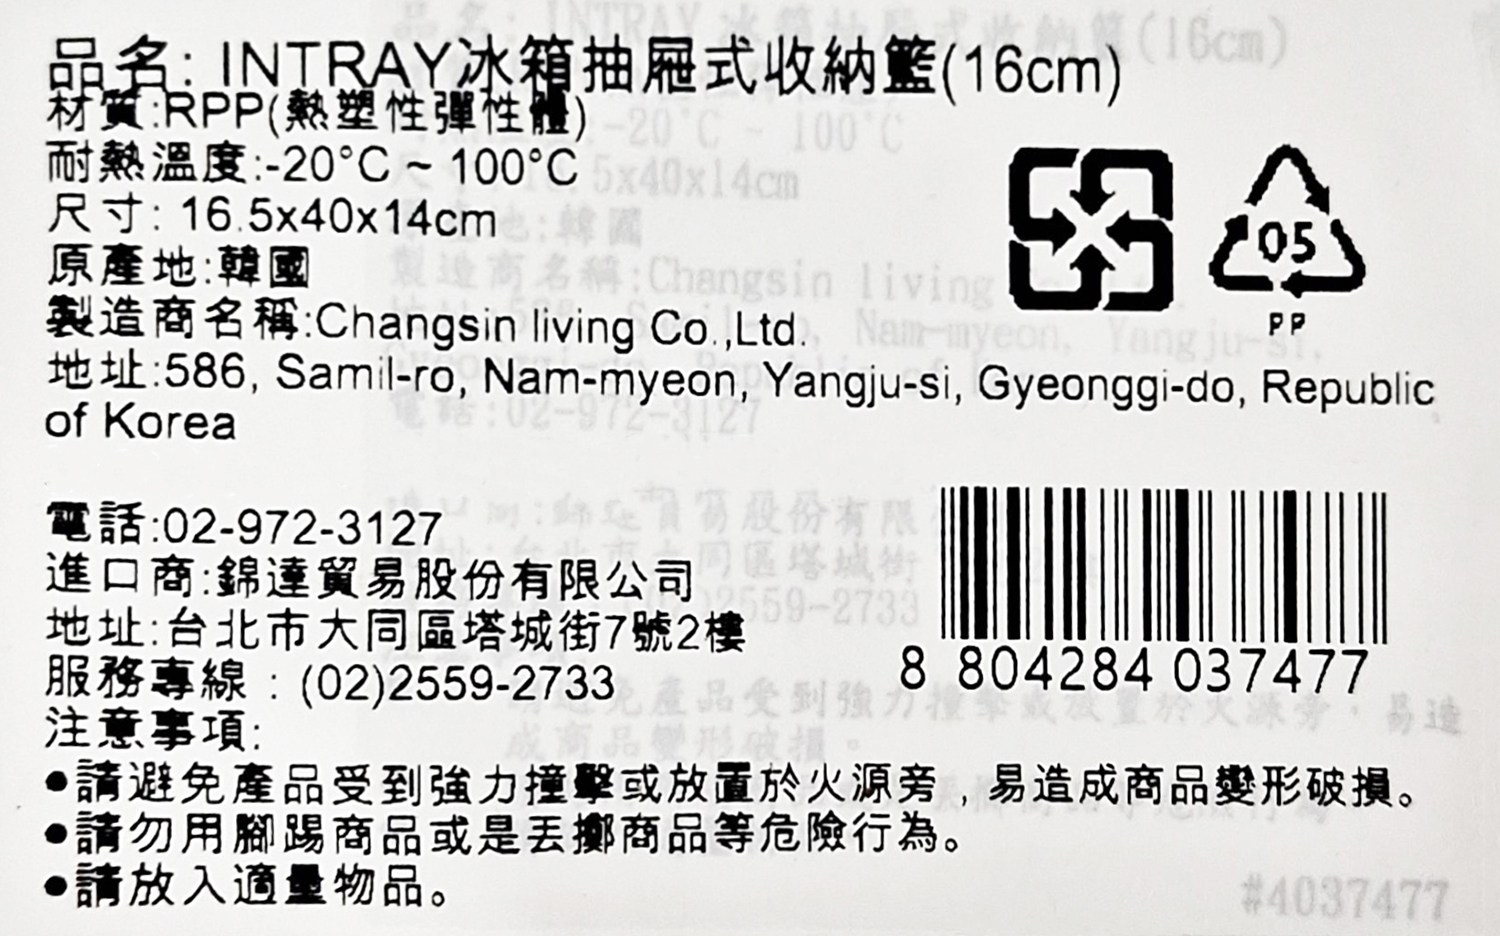 品名: INTRAY冰箱抽屜式收納籃(16cm)
材質:RPP(熱塑性彈性體)
耐熱溫度:-20°C ~ 100°C
尺寸: 16.5x40x14cm
原產地:韓國
製造商名稱:Changsin living Co.,Ltd.
地址:586, Samil-ro, Nam-myeon, Yangju-si, Gyeonggi-do, Republic
of Korea
電話:02-972-3127
進口商:錦達貿易股份有限公司
地址:台北市大同區塔城街7號2樓
服務專線 : (02)2559-2733
注意事項:
●請避免產品受到強力撞擊或放置於火源旁，易造成商品變形破損。
●請勿用腳踢商品或是丟擲商品等危險行為。
●請放入適量物品。
05
PP
8 804284 037477
#4037477